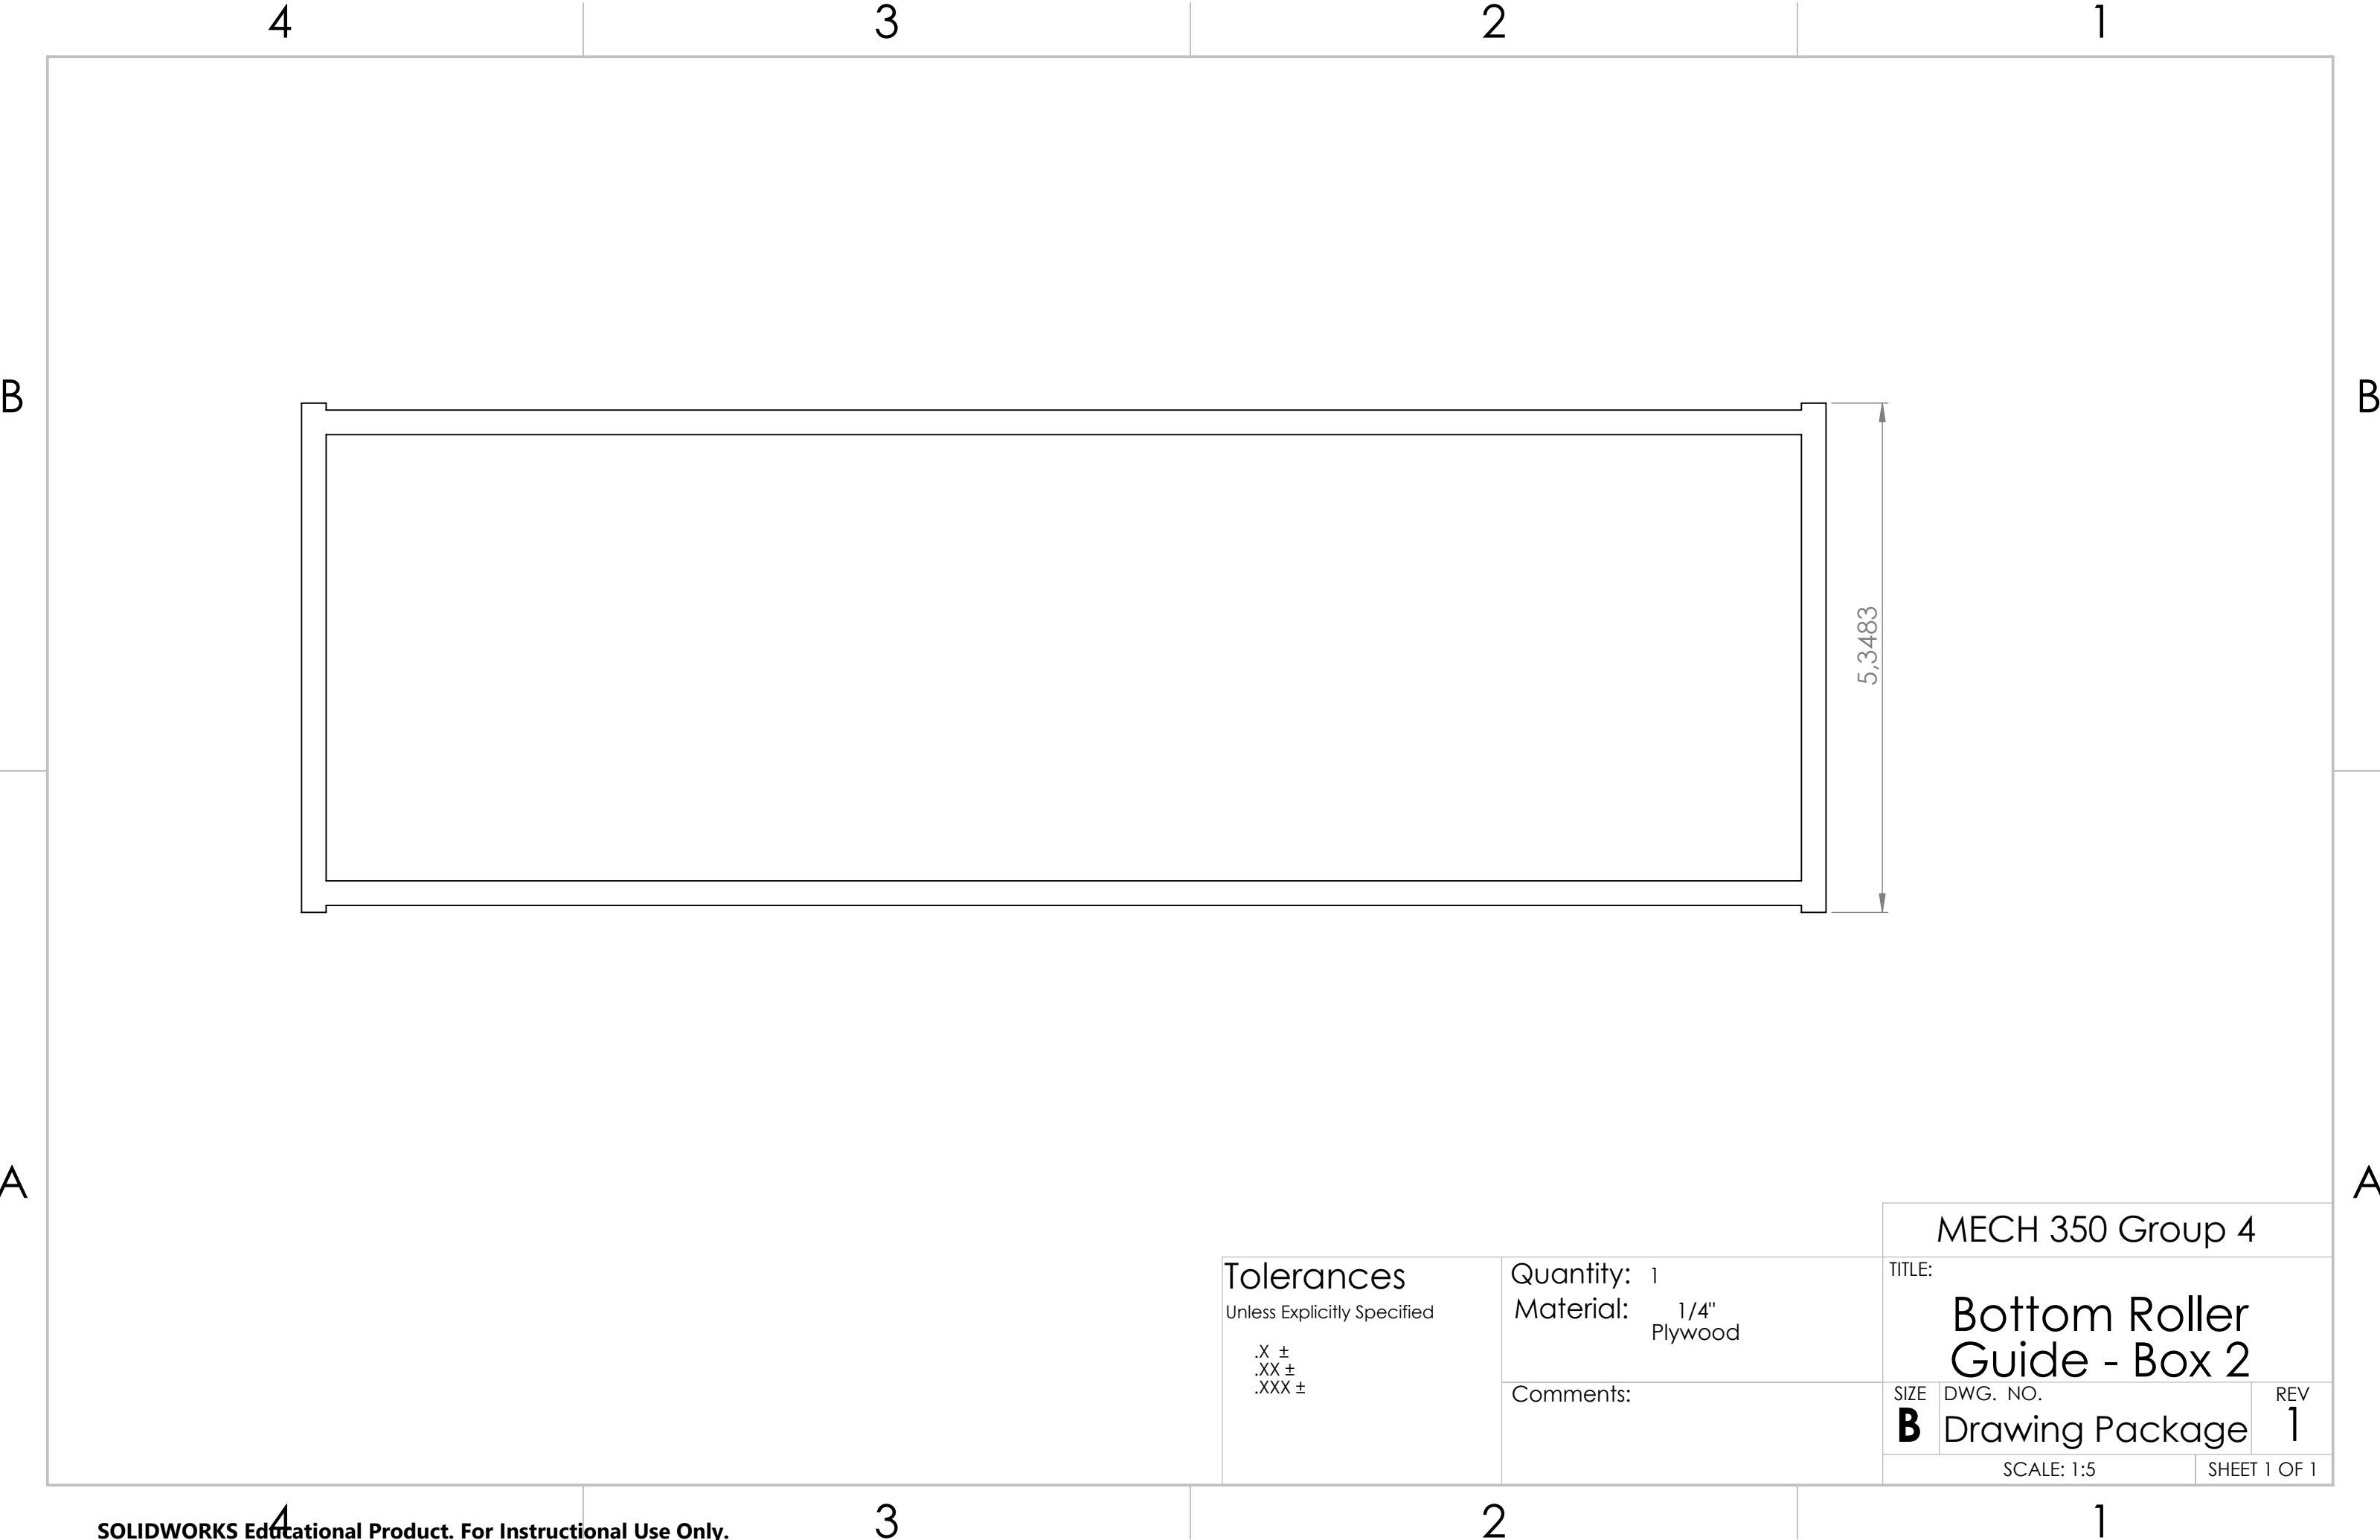 4 3 2 1
B B
5,3483
A A
MECH 350 Group 4
Tolerances
Unless Explicitly Specified
.X ±
.XX ±
.XXX ±
Quantity: 1
Material: 1/4"
Plywood
Comments:
TITLE:
Bottom Roller
Guide - Box 2
SIZE DWG. NO. REV
B Drawing Package 1
SCALE: 1:5 SHEET 1 OF 1
4 3 2 1
SOLIDWORKS Educational Product. For Instructional Use Only.